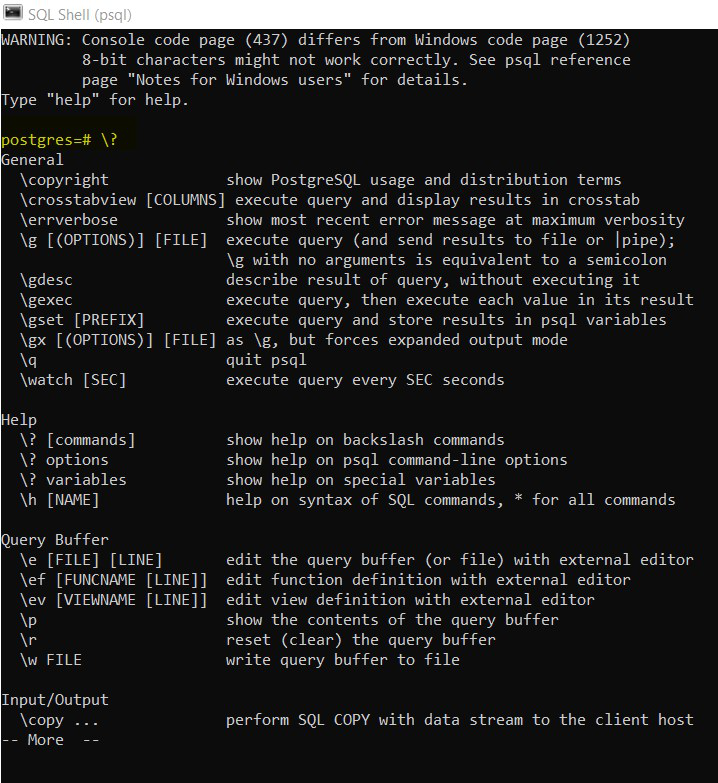 SQL Shell (psql)
WARNING: Console code page (437) differs from Windows code page (1252)
         8-bit characters might not work correctly. See psql reference
         page "Notes for Windows users" for details.
Type "help" for help.

postgres=# \?
General
  \copyright             show PostgreSQL usage and distribution terms
  \crosstabview [COLUMNS] execute query and display results in crosstab
  \errverbose            show most recent error message at maximum verbosity
  \g [(OPTIONS)] [FILE]  execute query (and send results to file or |pipe);
                         \g with no arguments is equivalent to a semicolon
  \gdesc                 describe result of query, without executing it
  \gexec                 execute query, then execute each value in its result
  \gset [PREFIX]         execute query and store results in psql variables
  \gx [(OPTIONS)] [FILE] as \g, but forces expanded output mode
  \q                     quit psql
  \watch [SEC]           execute query every SEC seconds

Help
  \? [commands]          show help on backslash commands
  \? options             show help on psql command-line options
  \? variables           show help on special variables
  \h [NAME]              help on syntax of SQL commands, * for all commands

Query Buffer
  \e [FILE] [LINE]       edit the query buffer (or file) with external editor
  \ef [FUNCNAME [LINE]]  edit function definition with external editor
  \ev [VIEWNAME [LINE]]  edit view definition with external editor
  \p                     show the contents of the query buffer
  \r                     reset (clear) the query buffer
  \w FILE                write query buffer to file

Input/Output
  \copy ...              perform SQL COPY with data stream to the client host
-- More  --